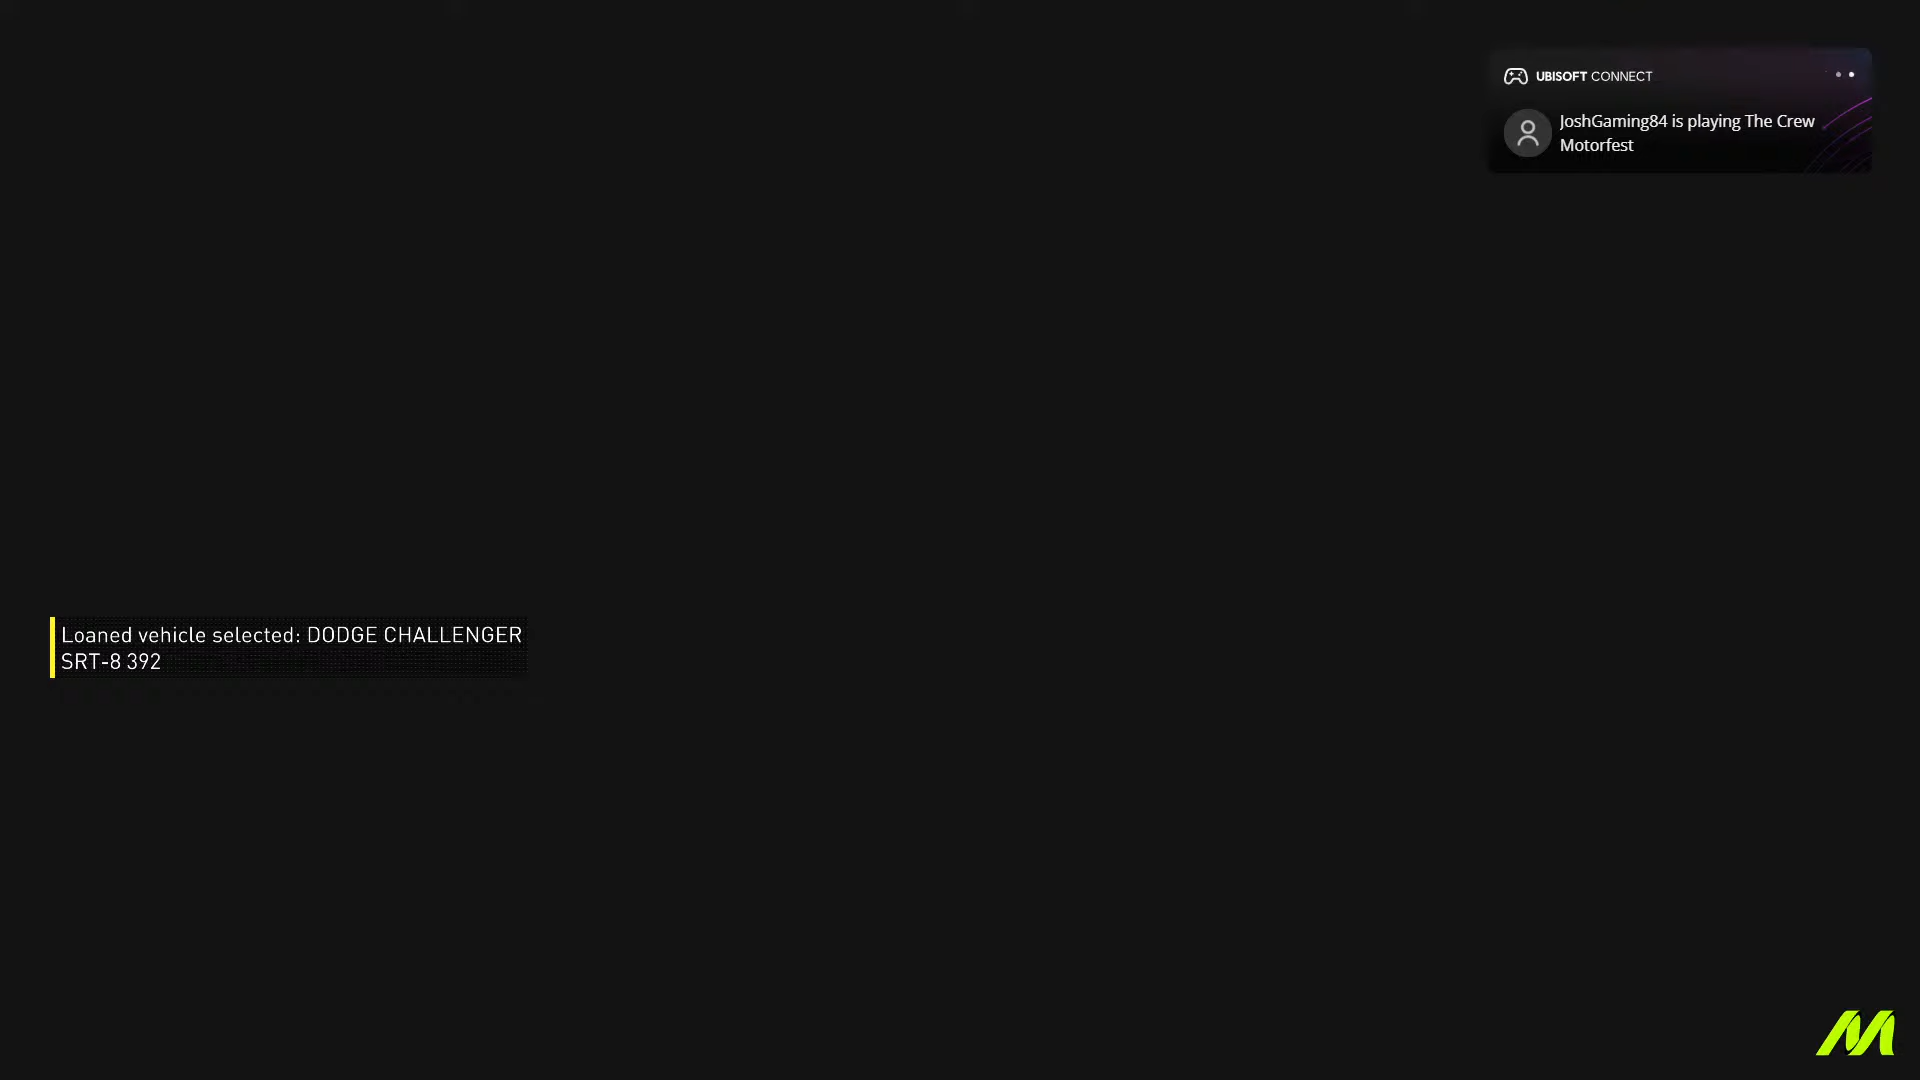 UBISOFT CONNECT
JoshGaming84 is playing The Crew
Motorfest
Loaned vehicle selected: DODGE CHALLENGER
SRT-8 392